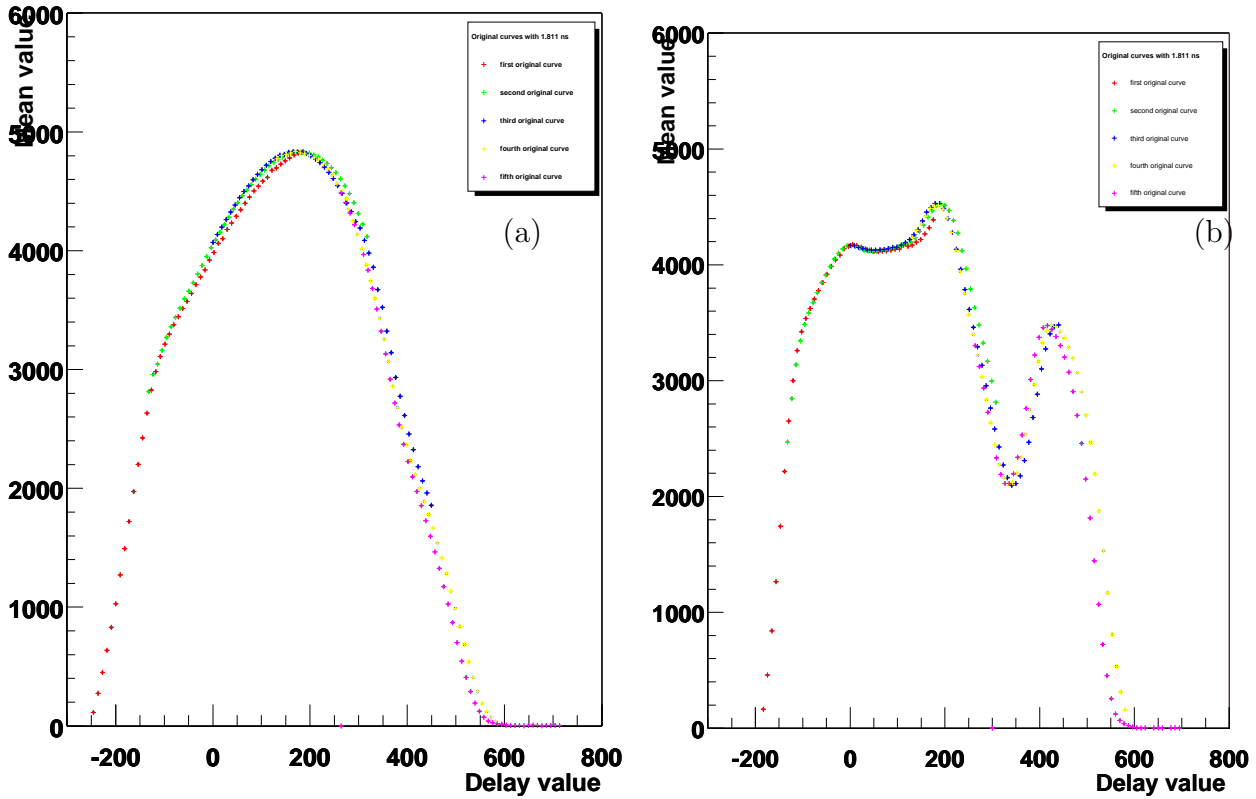 6000
5000
4000
3000
2000
1000
0
Mean value
-200 0 200 400 600 800
Delay value
Original curves with 1.811 ns
first original curve
second original curve
third original curve
fourth original curve
fifth original curve
(a)
6000
5000
4000
3000
2000
1000
0
Mean value
-200 0 200 400 600 800
Delay value
Original curves with 1.811 ns
first original curve
second original curve
third original curve
fourth original curve
fifth original curve
(b)